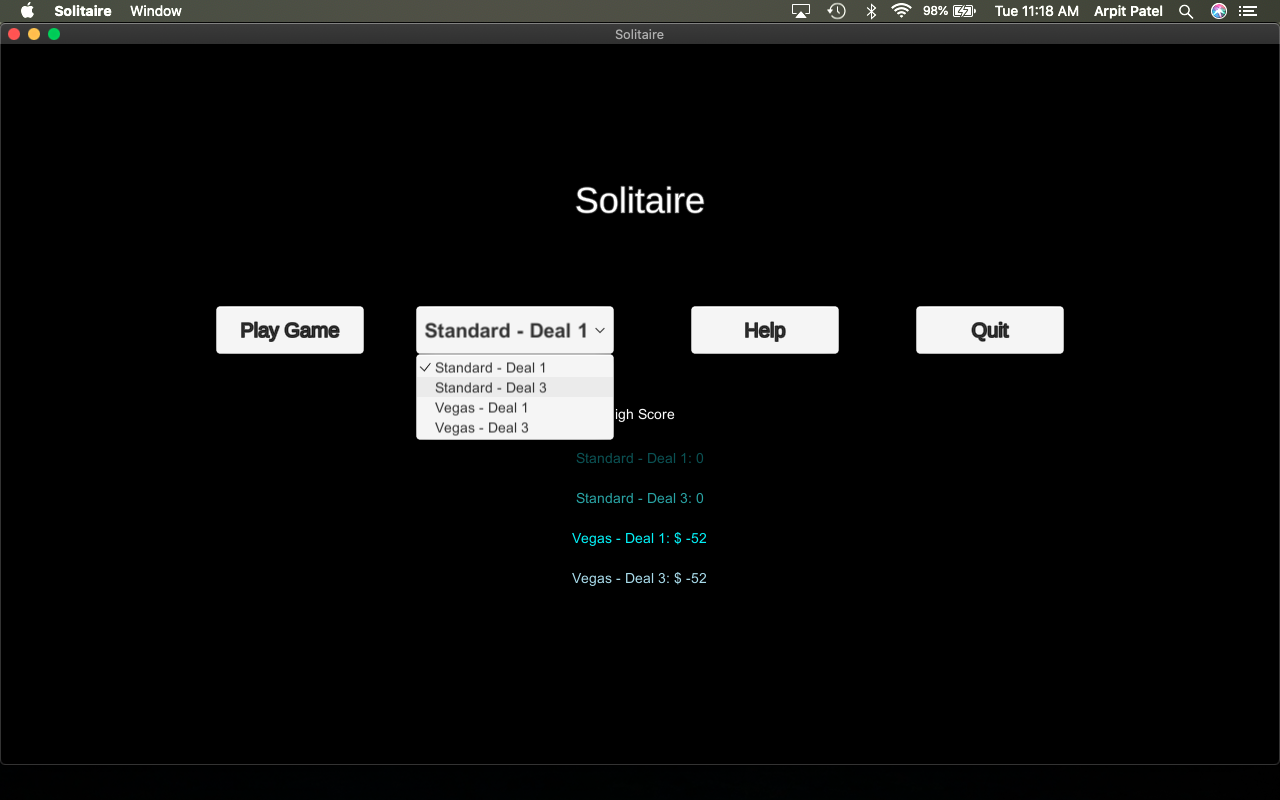 Solitaire Window 98% Tue 11:18 AM Arpit Patel
Solitaire
Solitaire
Play Game Standard - Deal 1 Help Quit
Standard - Deal 1
Standard - Deal 3
Vegas - Deal 1
igh Score
Vegas - Deal 3
Standard - Deal 1: 0
Standard - Deal 3: 0
Vegas - Deal 1: $ -52
Vegas - Deal 3: $ -52